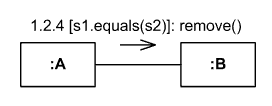 1.2.4 [s1.equals(s2)]: remove()
:A
:B